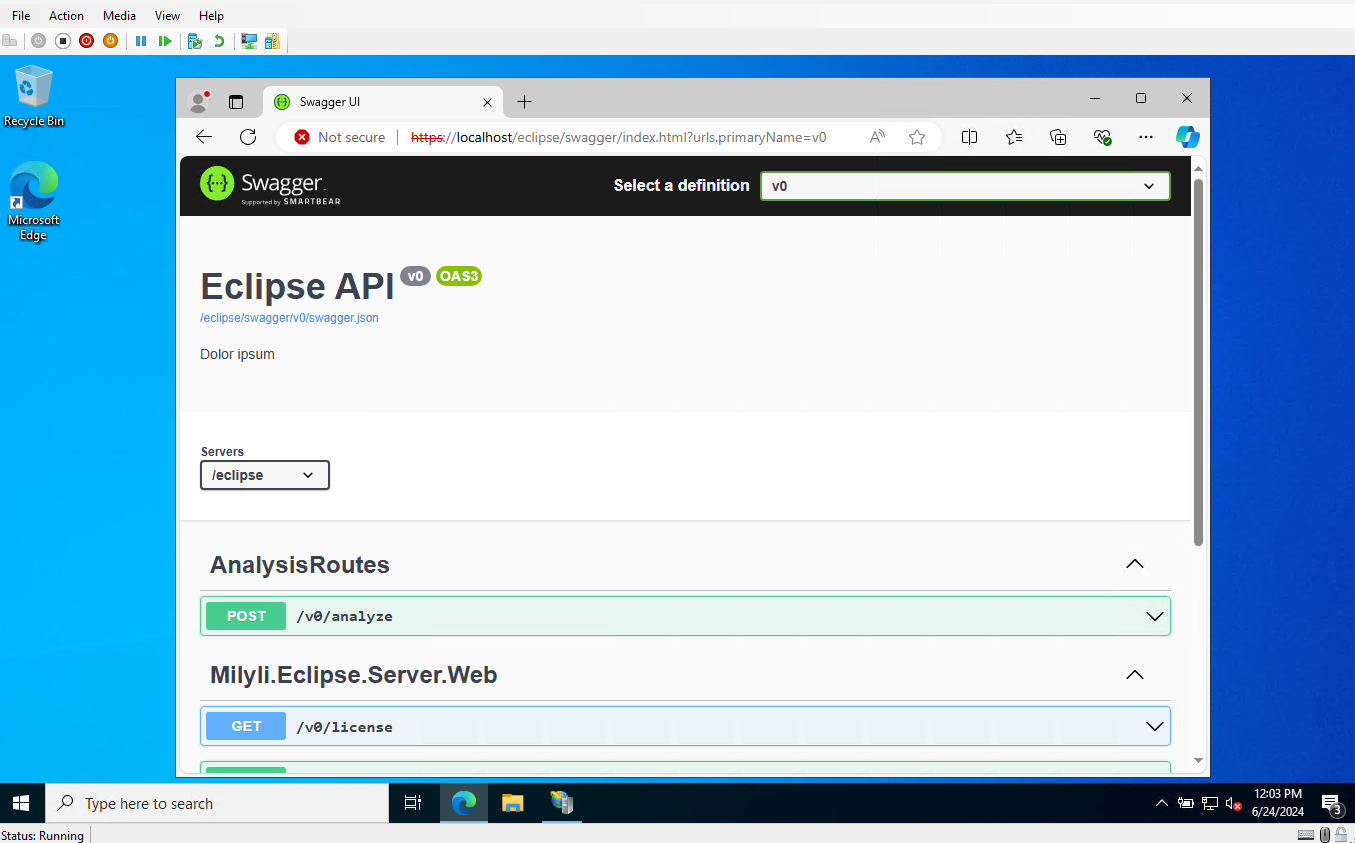 File Action Media View Help
Recycle Bin
Microsoft
Edge
Swagger UI
Not secure https://localhost/eclipse/swagger/index.html?urls.primaryName=v0
Swagger.
Supported by SMARTBEAR
Select a definition
v0
Eclipse API v0 OAS3
/eclipse/swagger/v0/swagger.json
Dolor ipsum
Servers
/eclipse
AnalysisRoutes
POST /v0/analyze
Milyli.Eclipse.Server.Web
GET /v0/license
Type here to search
12:03 PM
6/24/2024
3
Status: Running